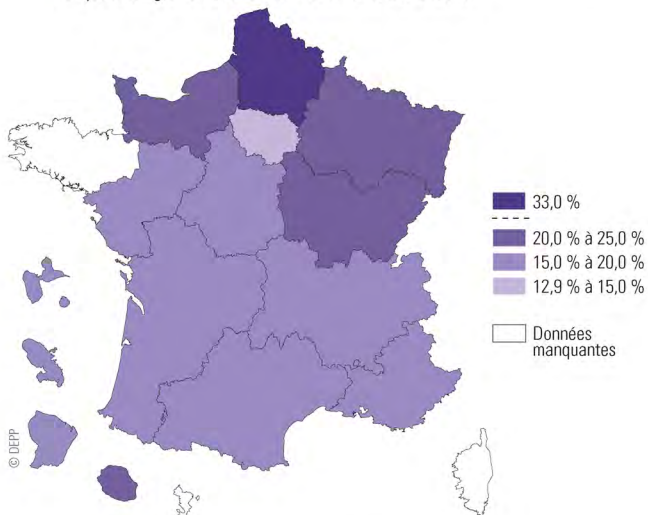 33,0 %
20,0 % à 25,0 %
15,0 % à 20,0 %
12,9 % à 15,0 %
Données
manquantes
© DEPP